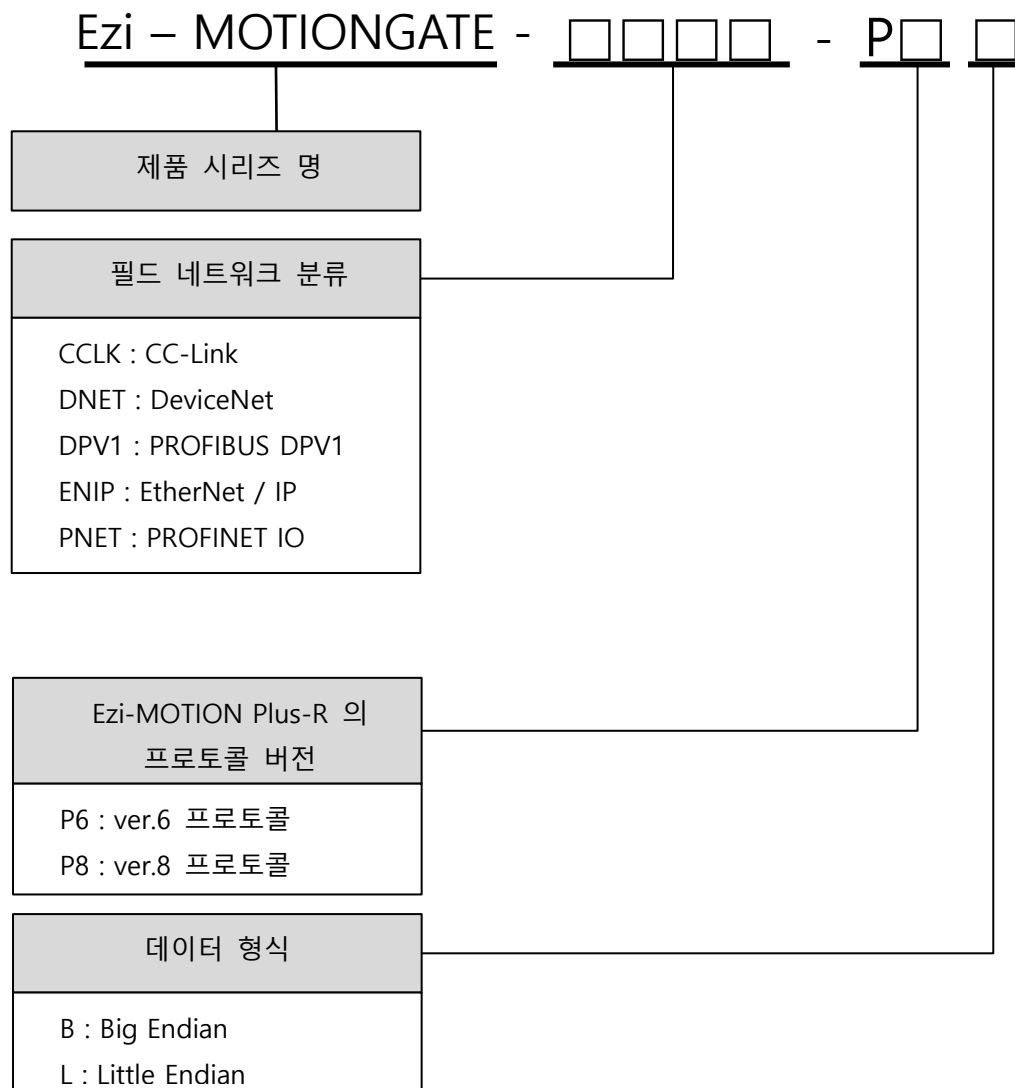 Ezi – MOTIONGATE - □□□□ - P□ □
제품 시리즈 명
필드 네트워크 분류
CCLK : CC-Link
DNET : DeviceNet
DPV1 : PROFIBUS DPV1
ENIP : EtherNet / IP
PNET : PROFINET IO
Ezi-MOTION Plus-R 의
프로토콜 버전
P6 : ver.6 프로토콜
P8 : ver.8 프로토콜
데이터 형식
B : Big Endian
L : Little Endian